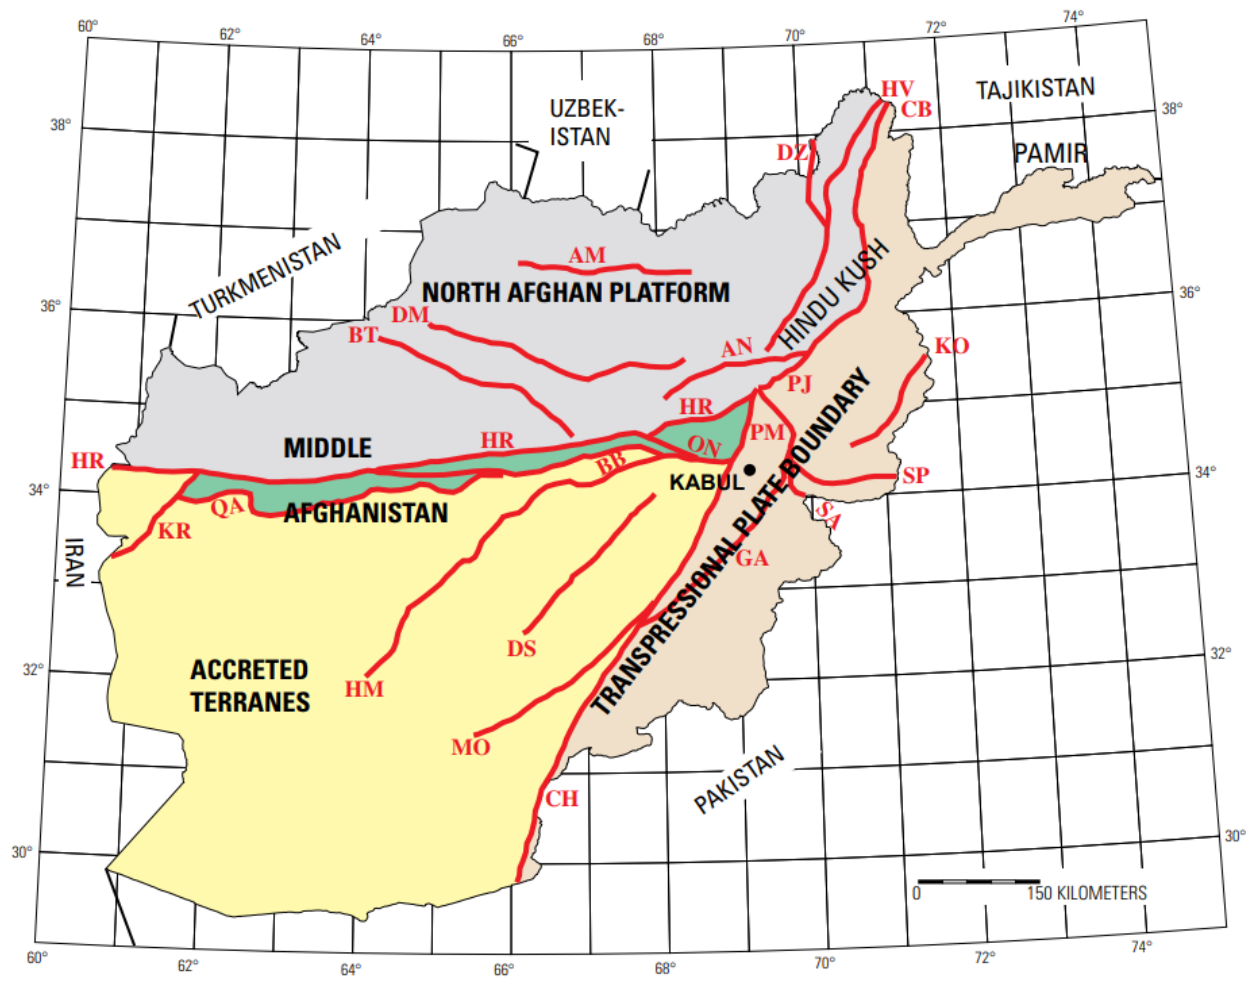 60°
62°
64°
66°
68°
70°
72°
74°
HV
CB
TAJIKISTAN
UZBEK-
ISTAN
38°
38°
DZ
PAMIR
TURKMENISTAN
AM
HINDU KUSH
NORTH AFGHAN PLATFORM
36°
36°
DM
BT
AN
KO
PJ
HR
PM
MIDDLE
HR
ON
HR
BB
KABUL
SP
34°
34°
QA
AFGHANISTAN
SA
KR
IRAN
GA
TRANSPRESSIONAL PLATE BOUNDARY
DS
32°
32°
ACCRETED
TERRANES
HM
MO
PAKISTAN
CH
30°
30°
0
150 KILOMETERS
60°
62°
64°
66°
68°
70°
72°
74°